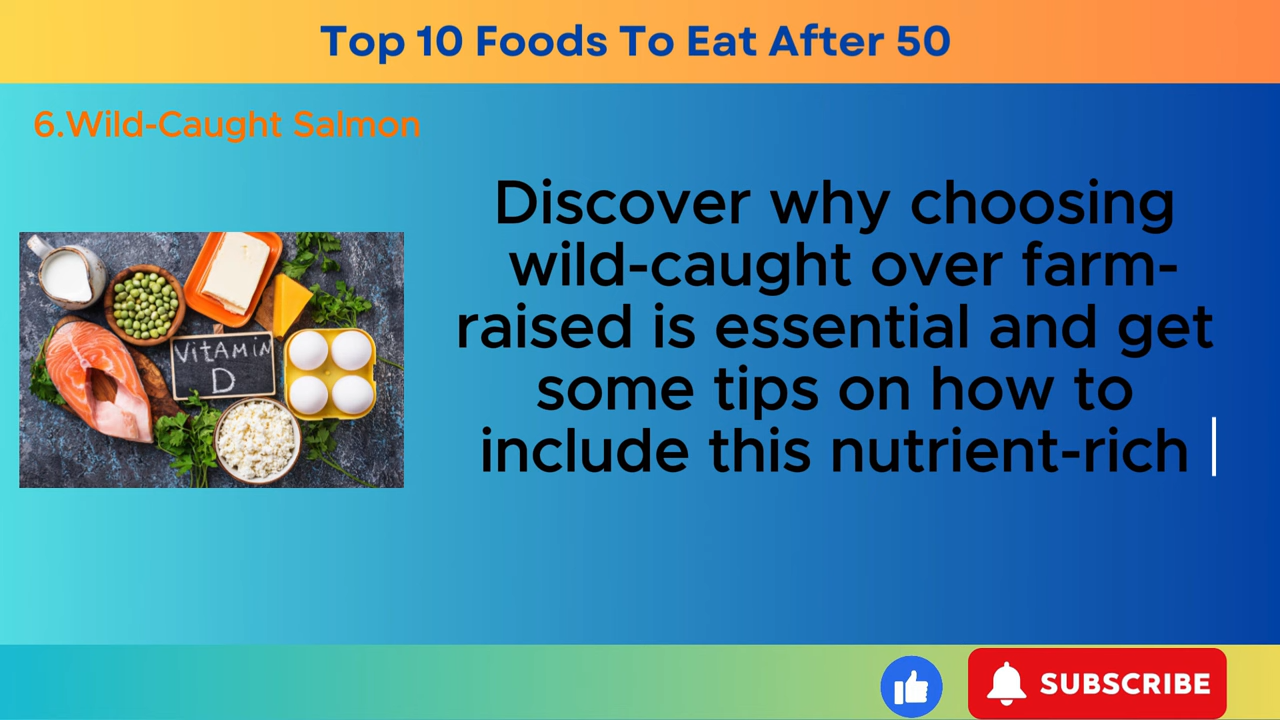 Top 10 Foods To Eat After 50
6.Wild-Caught Salmon
Discover why choosing
wild-caught over farm-
raised is essential and get
some tips on how to
include this nutrient-rich
VITAMIN
D
SUBSCRIBE